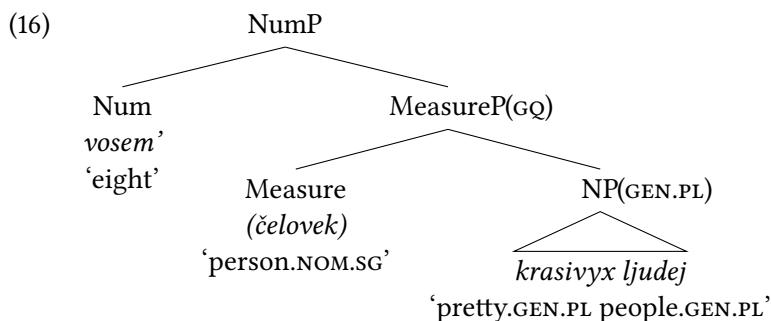 (16) NumP
Num MeasureP(GQ)
vosem’
‘eight’
Measure NP(GEN.PL)
(čelovek)
‘person.NOM.SG’
krasivyx ljudej
‘pretty.GEN.PL people.GEN.PL’